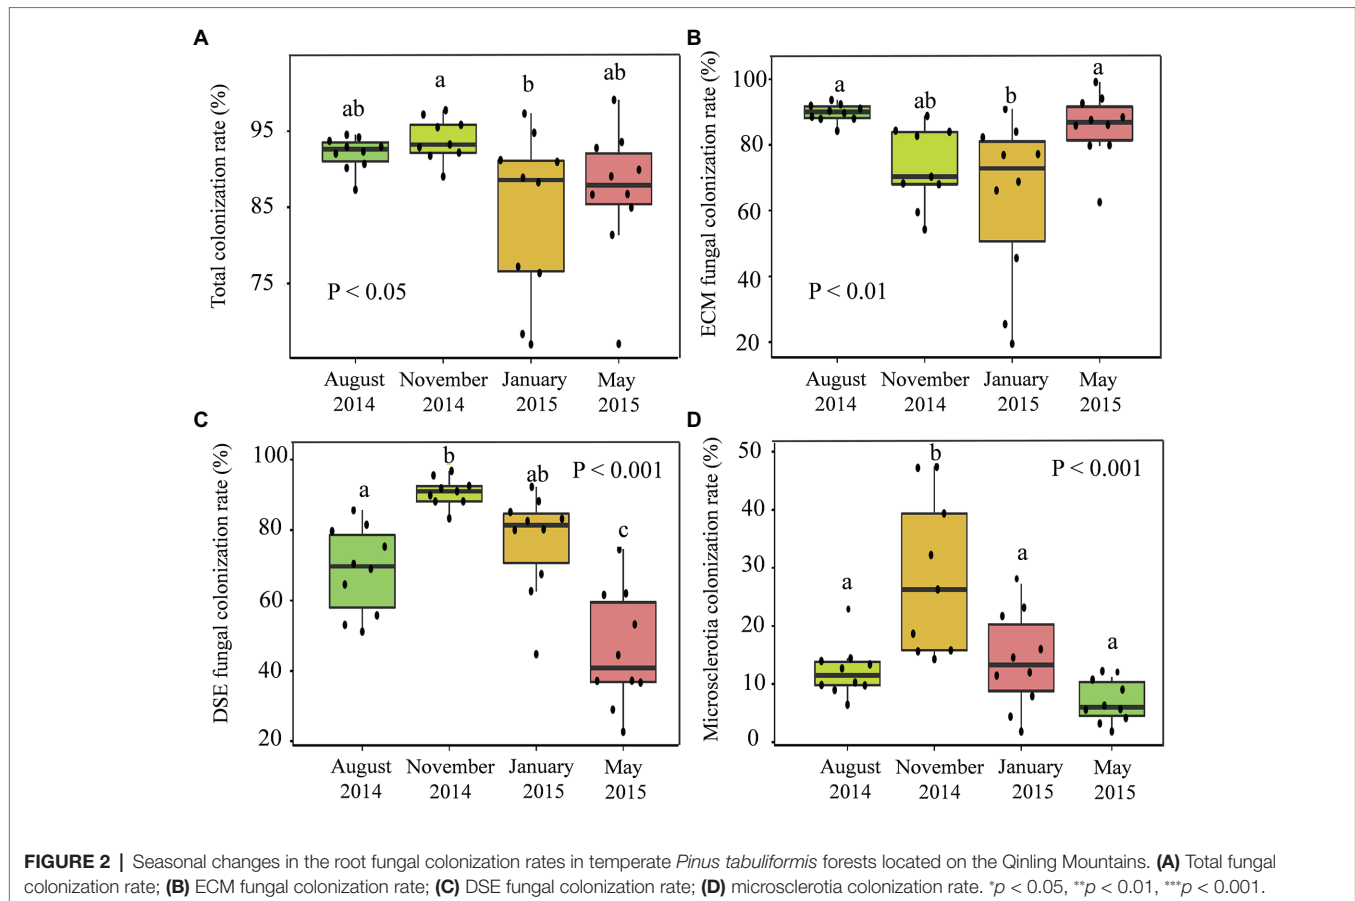 A
Total colonization rate (%)
95
85
75
ab
a
b
ab
P < 0.05
August
2014
November
2014
January
2015
May
2015
B
ECM fungal colonization rate (%)
100
80
60
40
20
a
ab
b
a
P < 0.01
August
2014
November
2014
January
2015
May
2015
C
DSE fungal colonization rate (%)
100
80
60
40
20
a
b
ab
c
P < 0.001
August
2014
November
2014
January
2015
May
2015
D
Microsclerotia colonization rate (%)
50
40
30
20
10
0
a
b
a
a
P < 0.001
August
2014
November
2014
January
2015
May
2015
FIGURE 2 | Seasonal changes in the root fungal colonization rates in temperate Pinus tabuliformis forests located on the Qinling Mountains. (A) Total fungal
colonization rate; (B) ECM fungal colonization rate; (C) DSE fungal colonization rate; (D) microsclerotia colonization rate. *p < 0.05, **p < 0.01, ***p < 0.001.